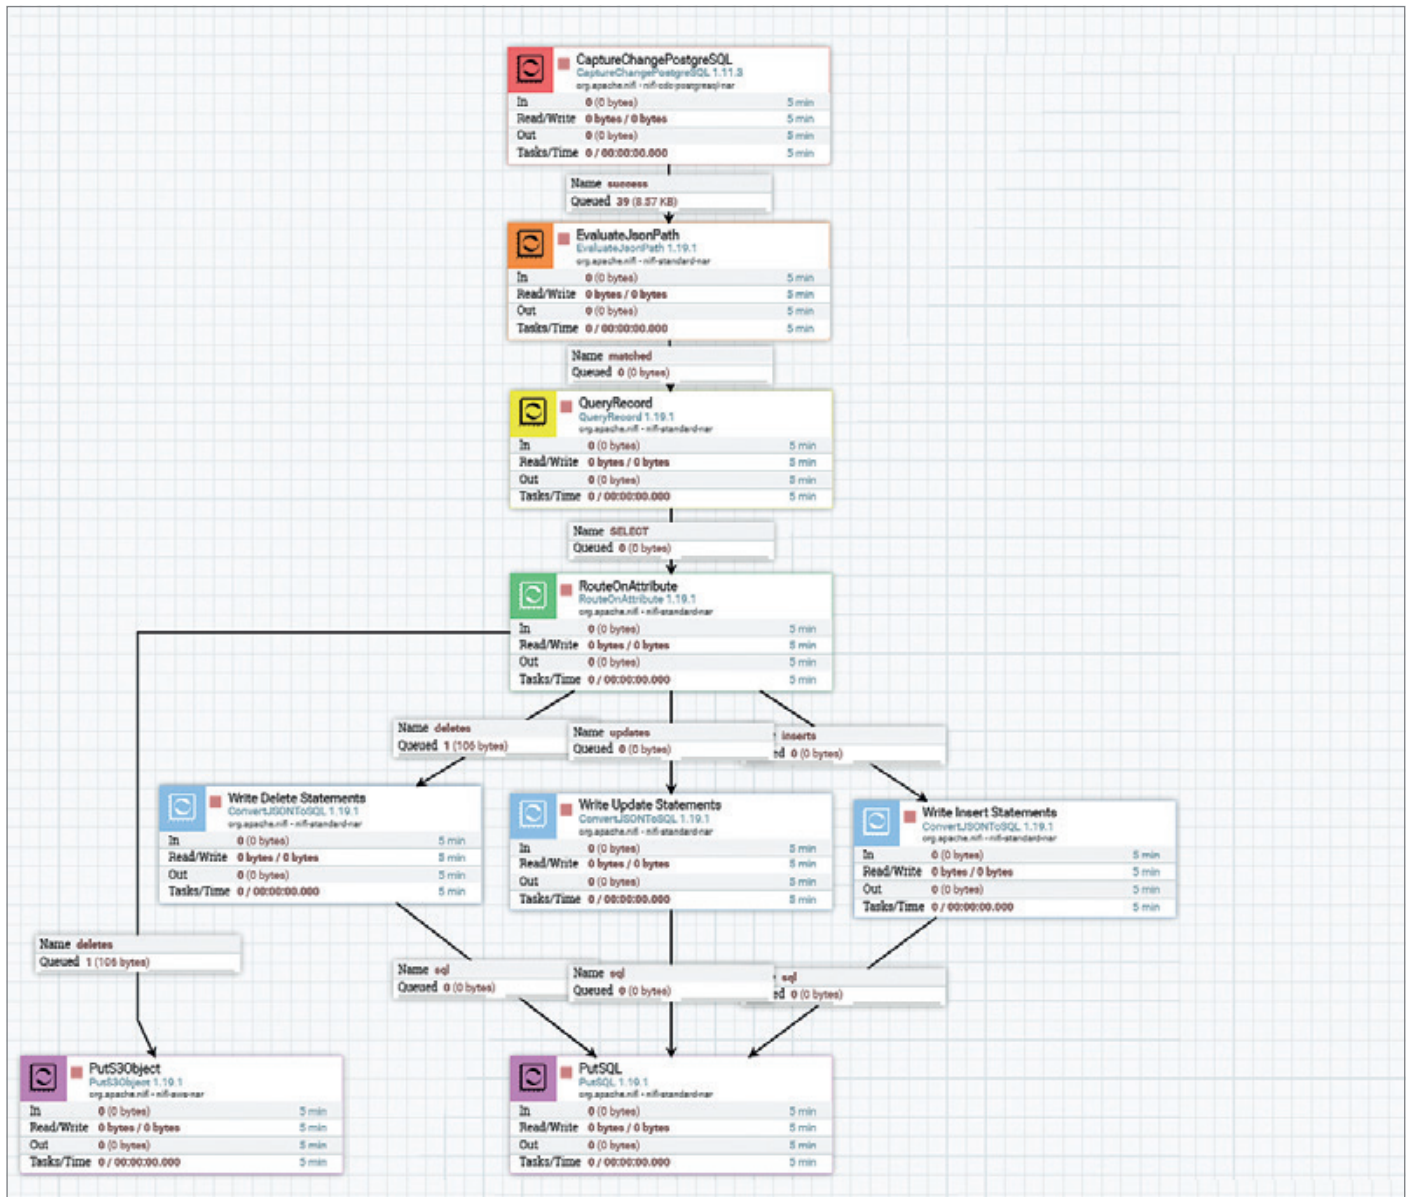 CaptureChangePostgreSQL
CaptureChangePostgreSQL 1.11.3
org.apache.nifi - nifi-cdc-postgresql-nar
In 0 (0 bytes) 5 min
Read/Write 0 bytes / 0 bytes 5 min
Out 0 (0 bytes) 5 min
Tasks/Time 0 / 00:00:00.000 5 min
Name success
Queued 39 (8.57 KB)
EvaluateJsonPath
EvaluateJsonPath 1.19.1
org.apache.nifi - nifi-standard-nar
In 0 (0 bytes) 5 min
Read/Write 0 bytes / 0 bytes 5 min
Out 0 (0 bytes) 5 min
Tasks/Time 0 / 00:00:00.000 5 min
Name matched
Queued 0 (0 bytes)
QueryRecord
QueryRecord 1.19.1
org.apache.nifi - nifi-standard-nar
In 0 (0 bytes) 5 min
Read/Write 0 bytes / 0 bytes 5 min
Out 0 (0 bytes) 5 min
Tasks/Time 0 / 00:00:00.000 5 min
Name SELECT
Queued 0 (0 bytes)
RouteOnAttribute
RouteOnAttribute 1.19.1
org.apache.nifi - nifi-standard-nar
In 0 (0 bytes) 5 min
Read/Write 0 bytes / 0 bytes 5 min
Out 0 (0 bytes) 5 min
Tasks/Time 0 / 00:00:00.000 5 min
Name deletes
Queued 1 (106 bytes)
Name updates
Queued 0 (0 bytes)
inserts
ed 0 (0 bytes)
Write Delete Statements
ConvertJSONToSQL 1.19.1
org.apache.nifi - nifi-standard-nar
In 0 (0 bytes) 5 min
Read/Write 0 bytes / 0 bytes 5 min
Out 0 (0 bytes) 5 min
Tasks/Time 0 / 00:00:00.000 5 min
Write Update Statements
ConvertJSONToSQL 1.19.1
org.apache.nifi - nifi-standard-nar
In 0 (0 bytes) 5 min
Read/Write 0 bytes / 0 bytes 5 min
Out 0 (0 bytes) 5 min
Tasks/Time 0 / 00:00:00.000 5 min
Write Insert Statements
ConvertJSONToSQL 1.19.1
org.apache.nifi - nifi-standard-nar
In 0 (0 bytes) 5 min
Read/Write 0 bytes / 0 bytes 5 min
Out 0 (0 bytes) 5 min
Tasks/Time 0 / 00:00:00.000 5 min
Name deletes
Queued 1 (106 bytes)
Name sql
Queued 0 (0 bytes)
Name sql
Queued 0 (0 bytes)
sql
ed 0 (0 bytes)
PutS3Object
PutS3Object 1.19.1
org.apache.nifi - nifi-aws-nar
In 0 (0 bytes) 5 min
Read/Write 0 bytes / 0 bytes 5 min
Out 0 (0 bytes) 5 min
Tasks/Time 0 / 00:00:00.000 5 min
PutSQL
PutSQL 1.19.1
org.apache.nifi - nifi-standard-nar
In 0 (0 bytes) 5 min
Read/Write 0 bytes / 0 bytes 5 min
Out 0 (0 bytes) 5 min
Tasks/Time 0 / 00:00:00.000 5 min